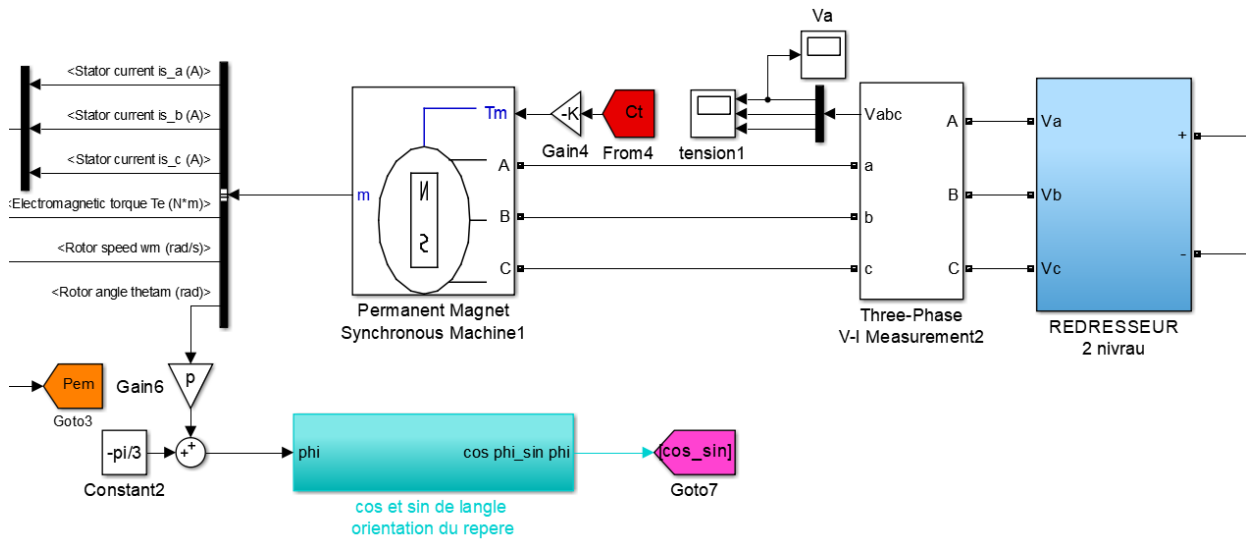 Va
<Stator current is_a (A)>
<Stator current is_b (A)>
<Stator current is_c (A)>
<Electromagnetic torque Te (N*m)>
<Rotor speed wm (rad/s)>
<Rotor angle thetam (rad)>
m
Tm
A
B
C
N
S
Permanent Magnet
Synchronous Machine1
-K
Gain4
Ct
From4
tension1
Vabc
a
b
c
A
B
C
Three-Phase
V-I Measurement2
Va
Vb
Vc
+
-
REDRESSEUR
2 nivrau
Pem
Goto3
Gain6
p
-pi/3
Constant2
+
+
phi
cos phi_sin phi
cos et sin de langle
orientation du repere
[cos_sin]
Goto7